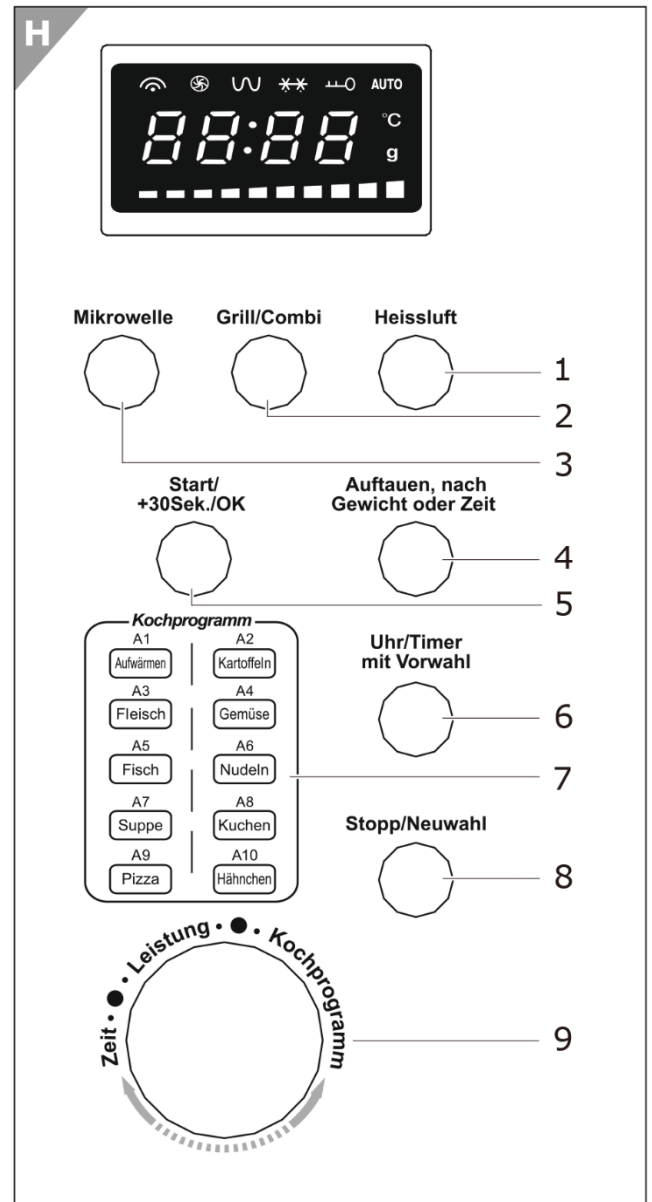 H
AUTO
88:88
°C
g
Mikrowelle
Grill/Combi
Heissluft
1
2
3
Start/
+30Sek./OK
Auftauen, nach
Gewicht oder Zeit
4
5
Kochprogramm
A1 A2
Aufwärmen Kartoffeln
A3 A4
Fleisch Gemüse
A5 A6
Fisch Nudeln
A7 A8
Suppe Kuchen
A9 A10
Pizza Hähnchen
Uhr/Timer
mit Vorwahl
6
7
Stopp/Neuwahl
8
Zeit • ● • Leistung • ● • Kochprogramm
9